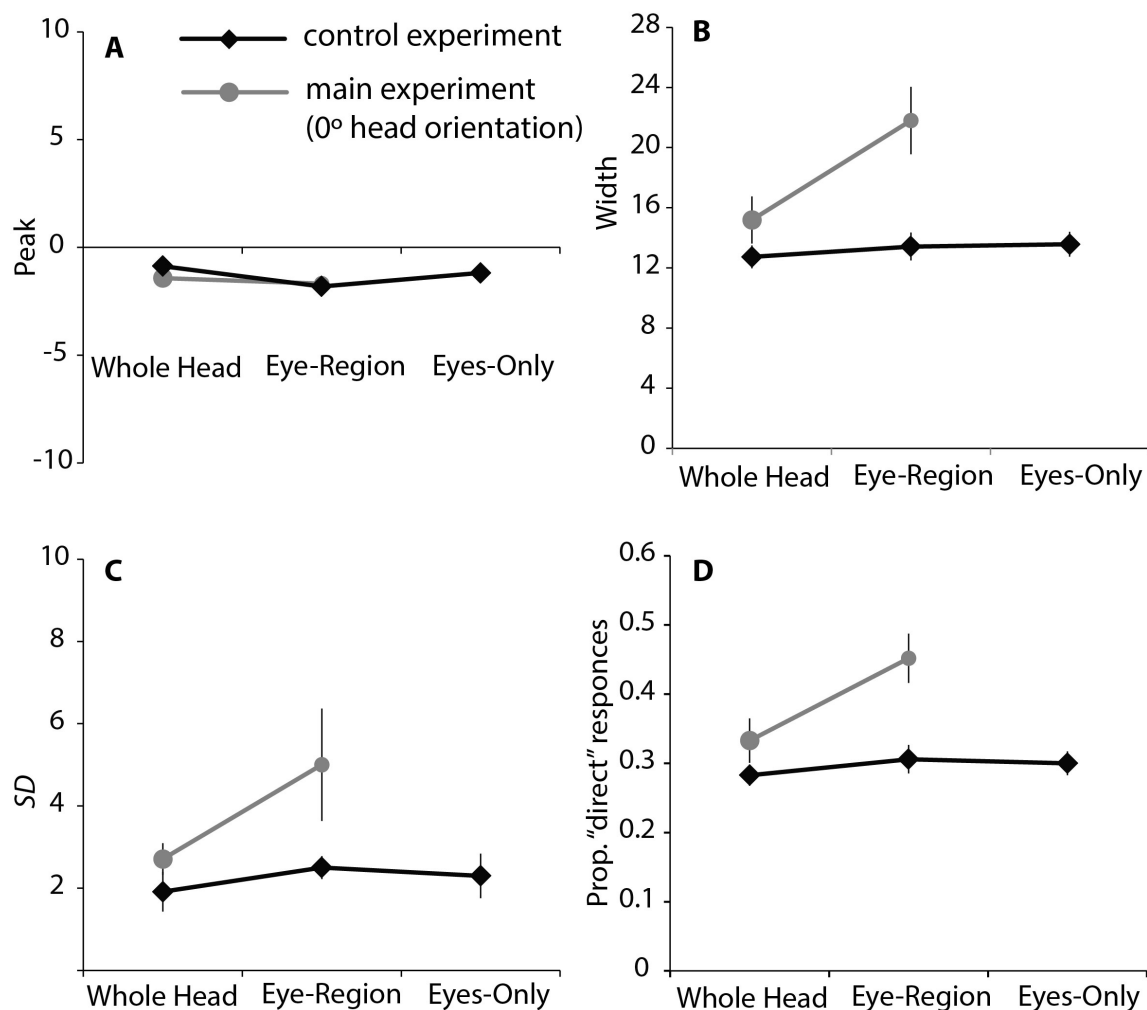 A
control experiment
main experiment
(0º head orientation)
10
5
0
-5
-10
Peak
Whole Head Eye-Region Eyes-Only
B
28
24
20
16
12
8
4
0
Width
Whole Head Eye-Region Eyes-Only
C
10
8
6
4
2
SD
Whole Head Eye-Region Eyes-Only
D
0.6
0.5
0.4
0.3
0.2
0.1
0
Prop. “direct” responces
Whole Head Eye-Region Eyes-Only